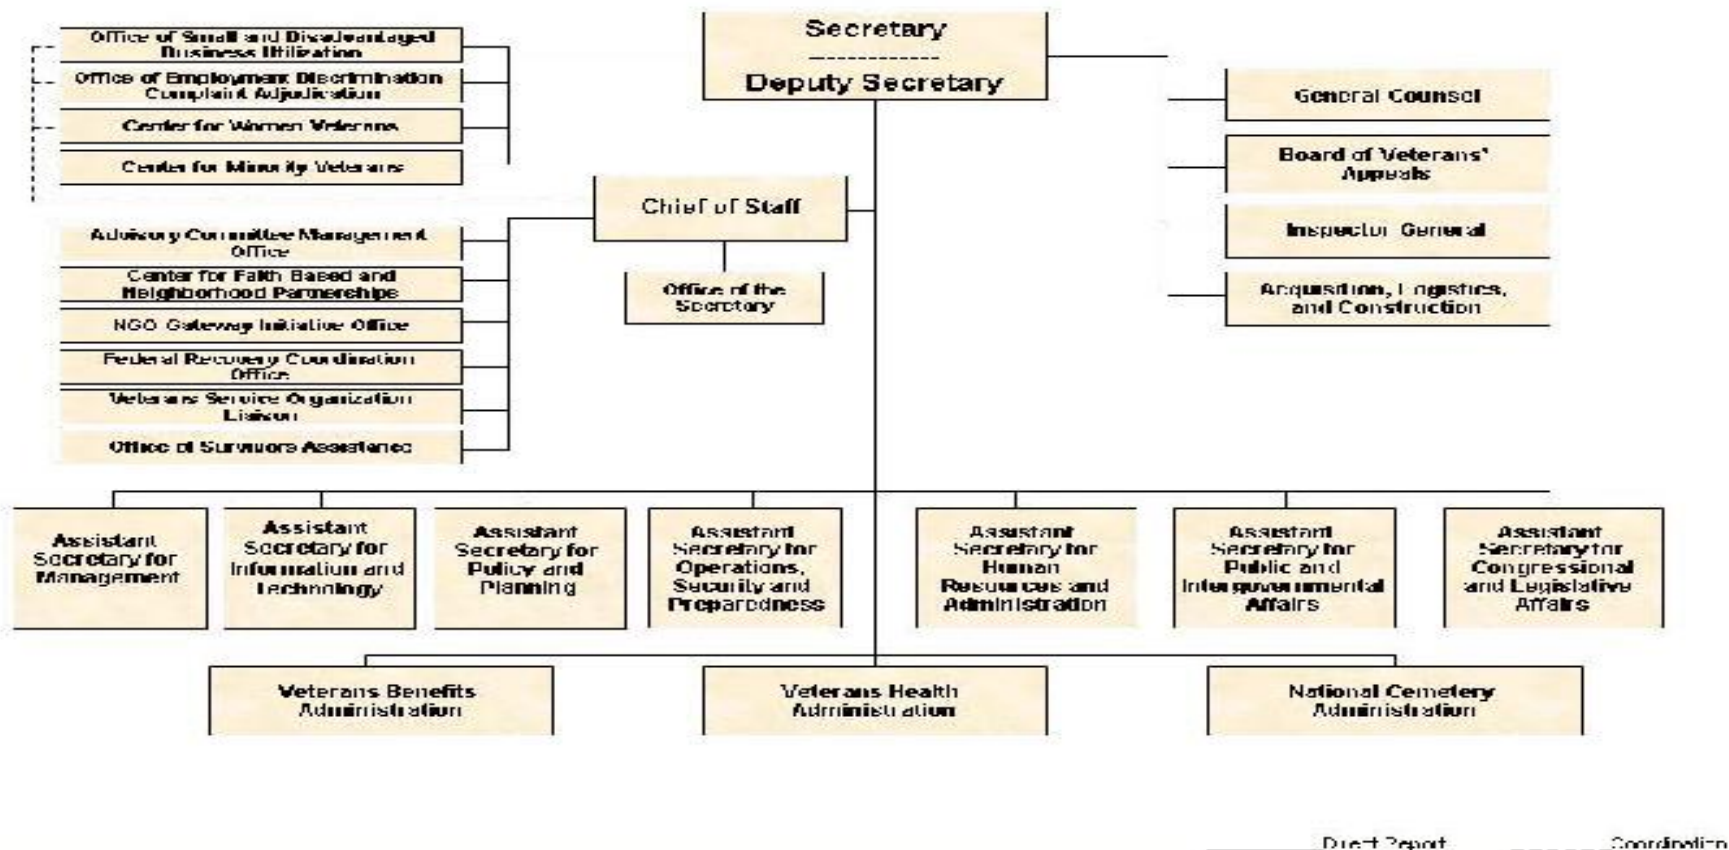 Secretary
-------------
Deputy Secretary
Office of Small and Disadvantaged
Business Utilization
Office of Employment Discrimination
Complaint Adjudication
Center for Women Veterans
Center for Minority Veterans
General Counsel
Board of Veterans'
Appeals
Inspector General
Acquisition, Logistics,
and Construction
Chief of Staff
Office of the
Secretary
Advisory Committee Management
Office
Center for Faith Based and
Neighborhood Partnerships
NGO Gateway Initiative Office
Federal Recovery Coordination
Office
Veterans Service Organization
Liaison
Office of Survivors Assistance
Assistant
Secretary for
Management
Assistant
Secretary for
Information and
Technology
Assistant
Secretary for
Policy and
Planning
Assistant
Secretary for
Operations,
Security and
Preparedness
Assistant
Secretary for
Human
Resources and
Administration
Assistant
Secretary for
Public and
Intergovernmental
Affairs
Assistant
Secretary for
Congressional
and Legislative
Affairs
Veterans Benefits
Administration
Veterans Health
Administration
National Cemetery
Administration
Direct Report
Coordination